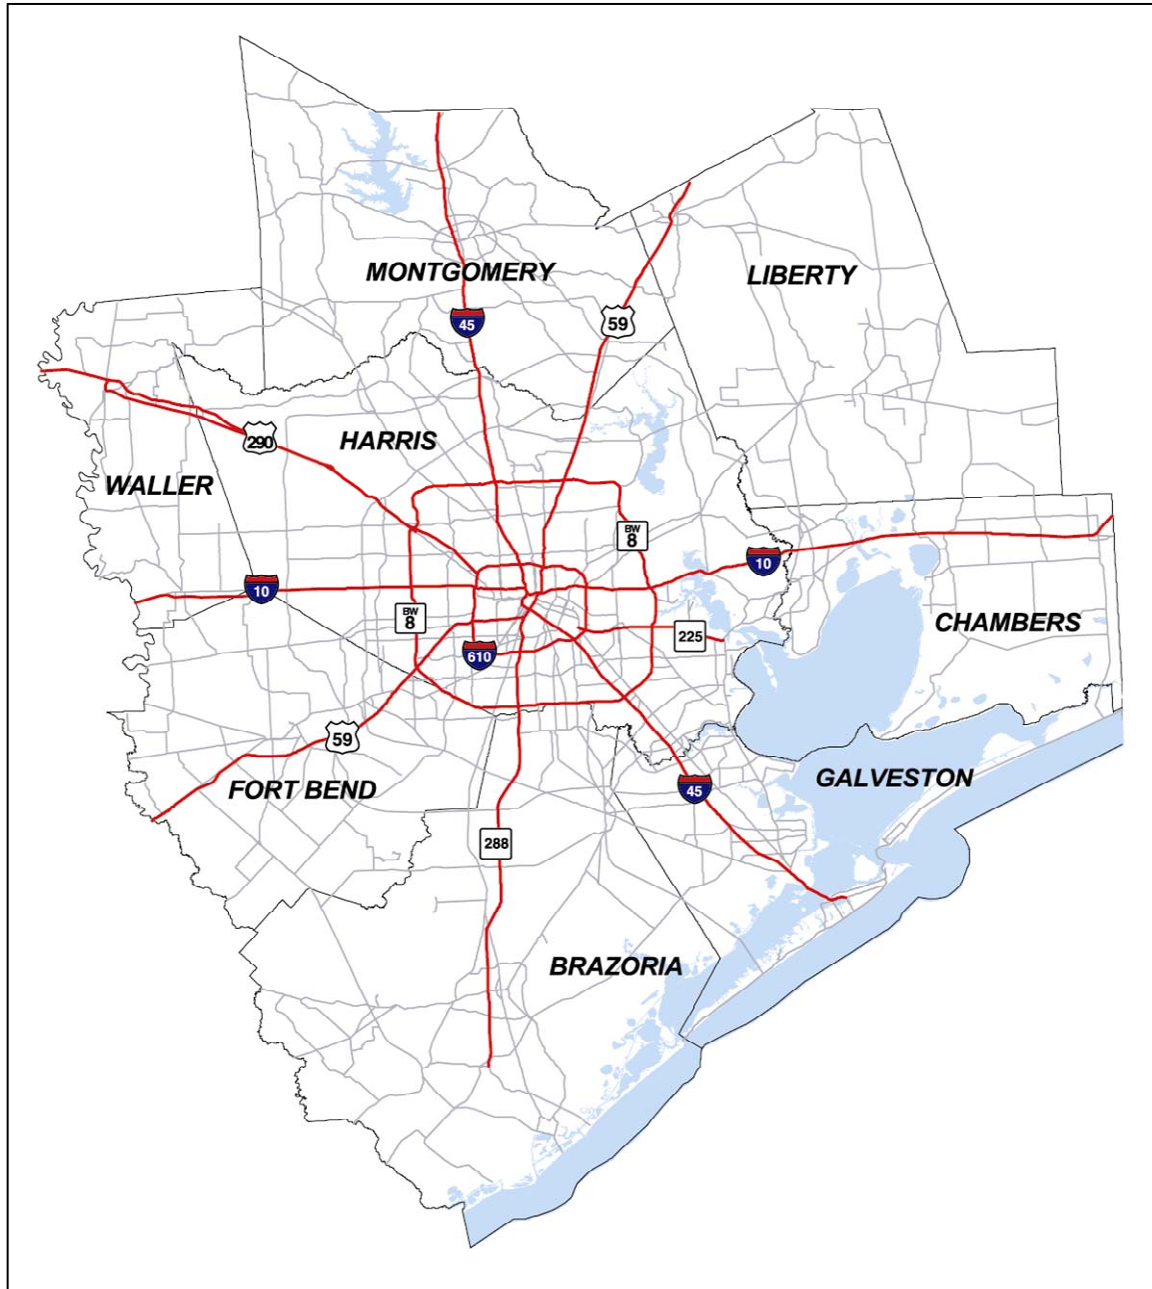 MONTGOMERY
LIBERTY
45
59
HARRIS
290
WALLER
BW
8
10
10
BW
8
CHAMBERS
225
610
59
GALVESTON
FORT BEND
45
288
BRAZORIA